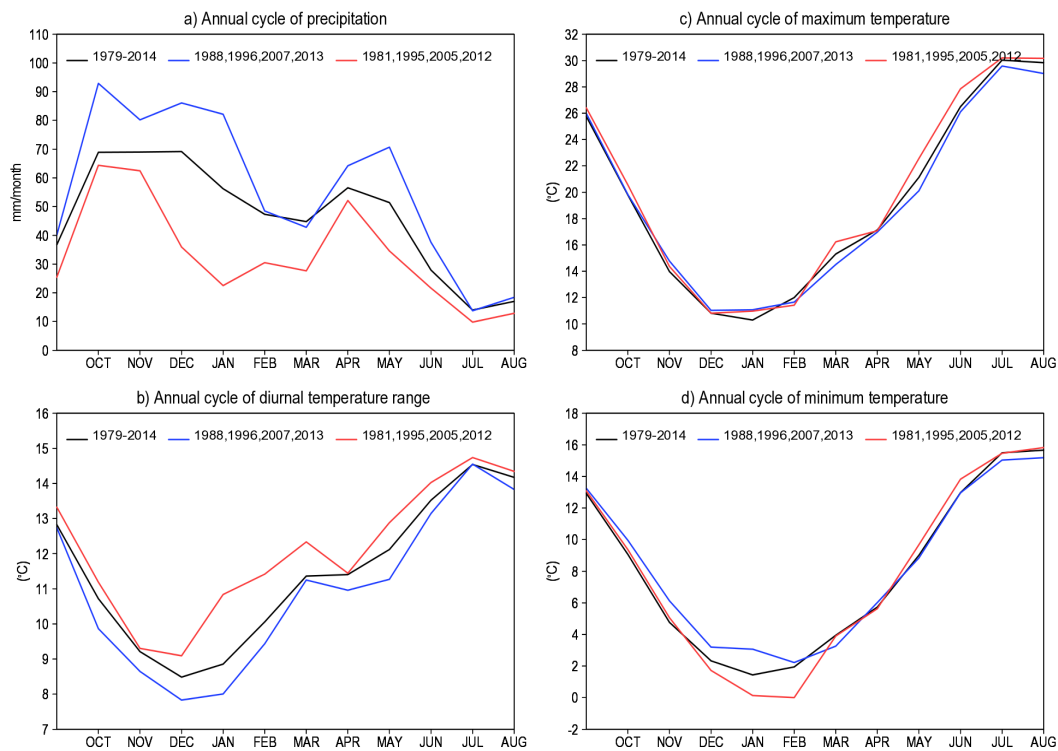 a) Annual cycle of precipitation
1979-2014 1988,1996,2007,2013 1981,1995,2005,2012
110
100
90
80
70
60
50
40
30
20
10
0
mm/month
OCT NOV DEC JAN FEB MAR APR MAY JUN JUL AUG
c) Annual cycle of maximum temperature
1979-2014 1988,1996,2007,2013 1981,1995,2005,2012
32
30
28
26
24
22
20
18
16
14
12
10
8
(°C)
OCT NOV DEC JAN FEB MAR APR MAY JUN JUL AUG
b) Annual cycle of diurnal temperature range
1979-2014 1988,1996,2007,2013 1981,1995,2005,2012
16
15
14
13
12
11
10
9
8
7
(°C)
OCT NOV DEC JAN FEB MAR APR MAY JUN JUL AUG
d) Annual cycle of minimum temperature
1979-2014 1988,1996,2007,2013 1981,1995,2005,2012
18
16
14
12
10
8
6
4
2
0
-2
(°C)
OCT NOV DEC JAN FEB MAR APR MAY JUN JUL AUG